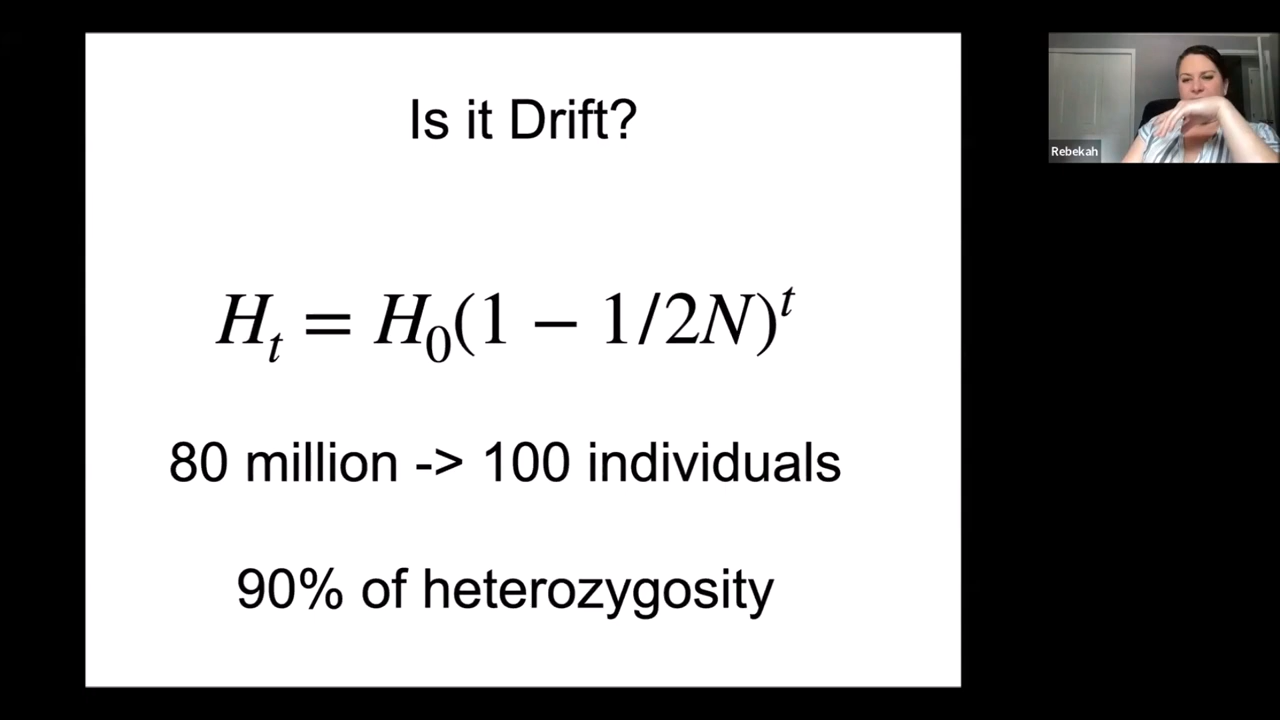 Is it Drift?
Hₜ = H₀(1 − 1/2N)ᵗ
80 million -> 100 individuals
90% of heterozygosity
Rebekah